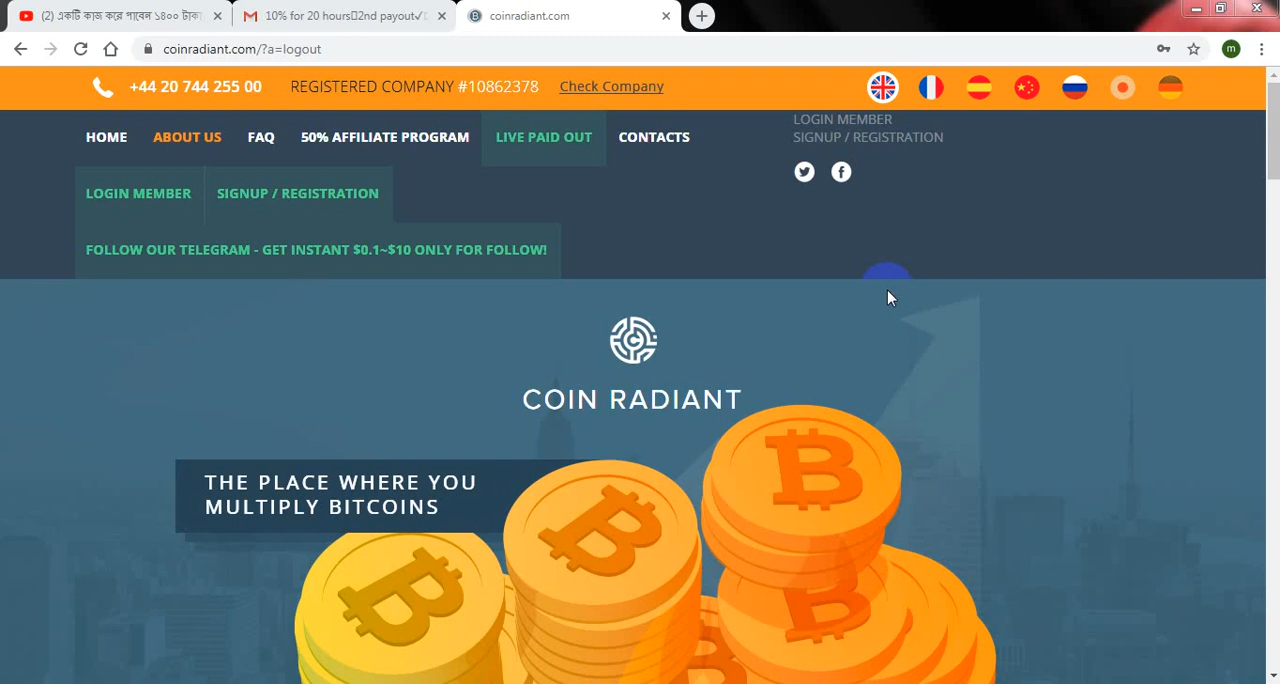 (2) একটি কাজ করে পাবেন ১৪০০ টাকা
10% for 20 hours 2nd payout✓
coinradiant.com
coinradiant.com/?a=logout
m
+44 20 744 255 00
REGISTERED COMPANY #10862378
Check Company
HOME
ABOUT US
FAQ
50% AFFILIATE PROGRAM
LIVE PAID OUT
CONTACTS
LOGIN MEMBER
SIGNUP / REGISTRATION
LOGIN MEMBER
SIGNUP / REGISTRATION
FOLLOW OUR TELEGRAM - GET INSTANT $0.1~$10 ONLY FOR FOLLOW!
COIN RADIANT
THE PLACE WHERE YOU
MULTIPLY BITCOINS